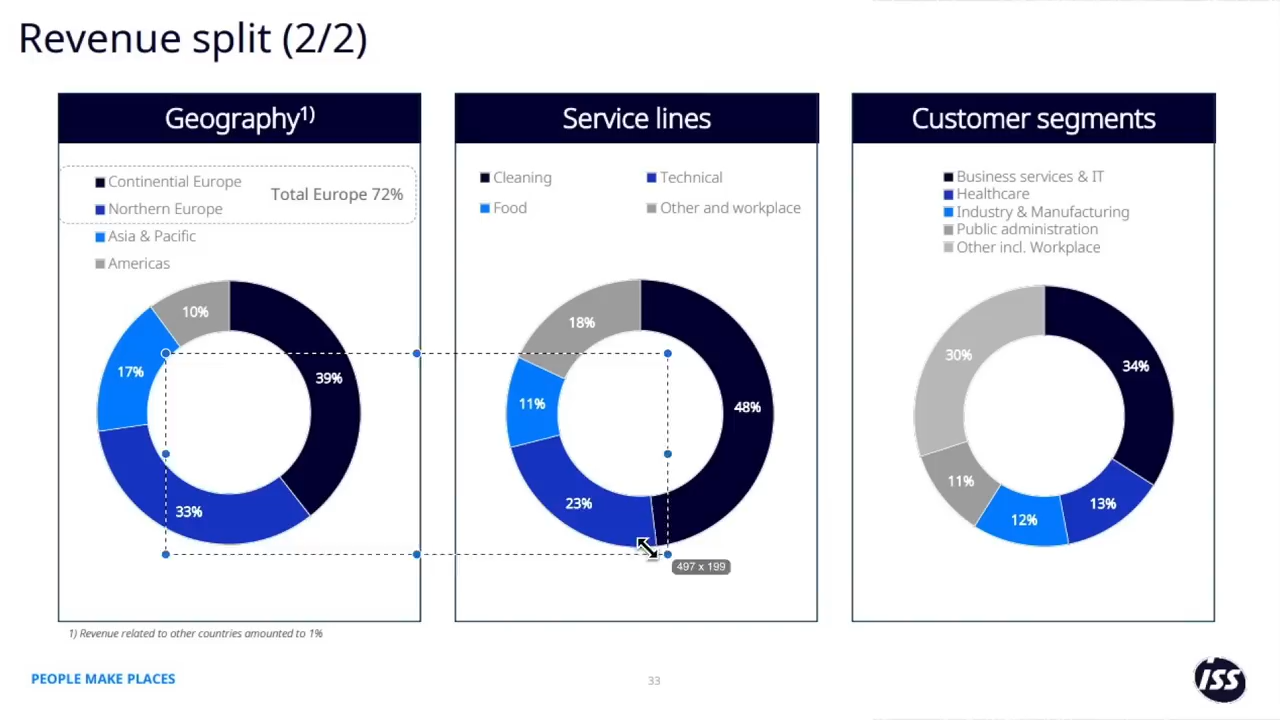 Revenue split (2/2)
Geography1)
Continential Europe
Northern Europe
Total Europe 72%
Asia & Pacific
Americas
10%
17%
39%
33%
1) Revenue related to other countries amounted to 1%
Service lines
Cleaning
Technical
Food
Other and workplace
18%
11%
48%
23%
497 x 199
Customer segments
Business services & IT
Healthcare
Industry & Manufacturing
Public administration
Other incl. Workplace
30%
34%
11%
12%
13%
PEOPLE MAKE PLACES
33
ISS